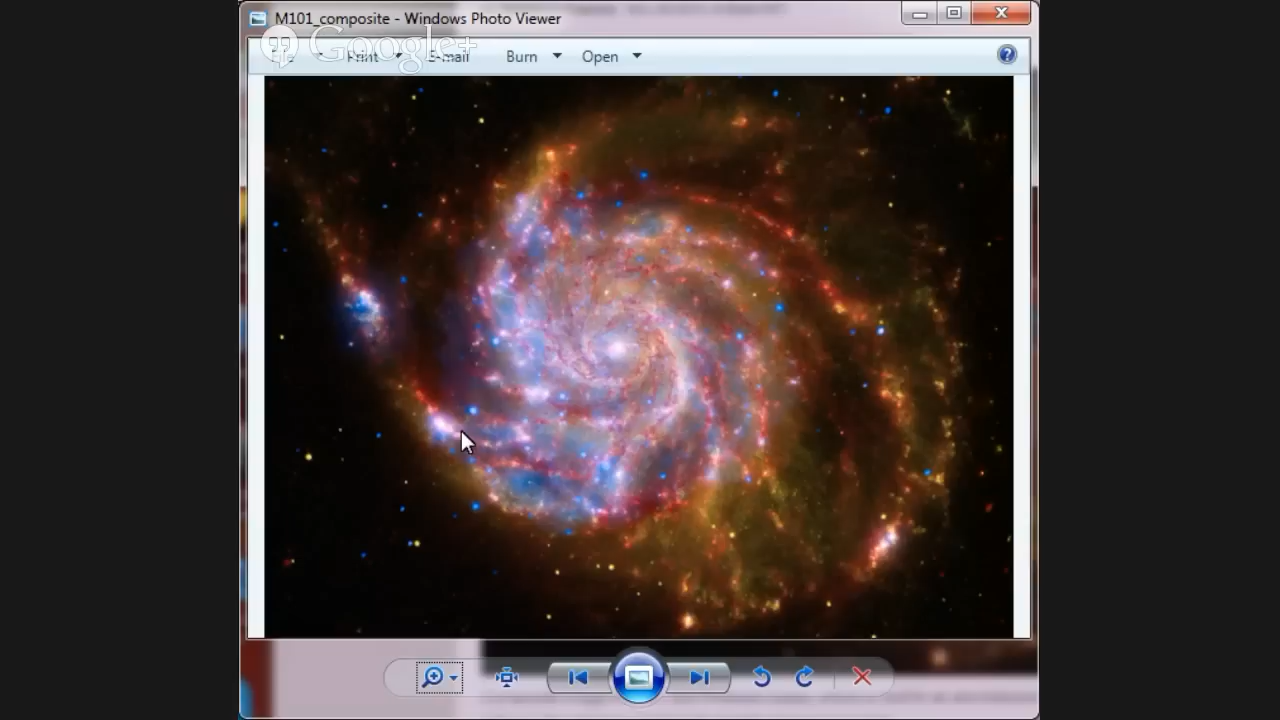 M101_composite - Windows Photo Viewer
Google+
Print E-mail Burn Open